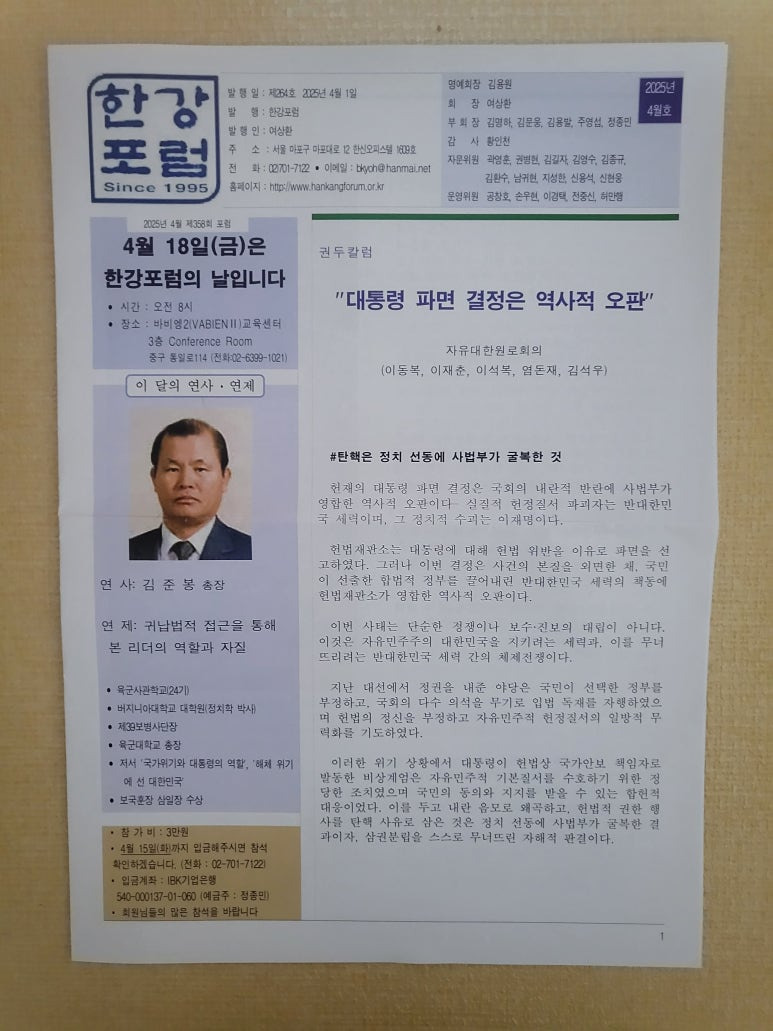 한강
포럼
Since 1995
발 행 일 : 제264호 2025년 4월 1일
발 행 : 한강포럼
발 행 인 : 여상환
주 소 : 서울 마포구 마포대로 12 한신오피스텔 1609호
전 화 : 02)701-7122 • 이메일 : bkyoh@hanmai.net
홈페이지 : http://www.hankangforum.or.kr
명예회장 김용원
회 장 여상환
부 회 장 김명하, 김문웅, 김용발, 주영섭, 정종민
감 사 황인천
자문위원 곽영훈, 권병현, 김길자, 김영수, 김종규,
김환수, 남귀현, 지성한, 신용석, 신현웅
운영위원 공창호, 손우현, 이경택, 전중신, 허만행
2025년
4월호
2025년 4월 제358회 포럼
4월 18일(금)은
한강포럼의 날입니다
• 시간 : 오전 8시
• 장소 : 바비엥2(VABIENⅡ)교육센터
3층 Conference Room
중구 통일로114 (전화:02-6399-1021)
이 달의 연사 · 연제
연 사: 김 준 봉 총장
연 제: 귀납법적 접근을 통해
본 리더의 역할과 자질
• 육군사관학교(24기)
• 버지니아대학교 대학원(정치학 박사)
• 제39보병사단장
• 육군대학교 총장
• 저서 '국가위기와 대통령의 역할', '해체 위기
에 선 대한민국'
• 보국훈장 삼일장 수상
• 참 가 비 : 3만원
• 4월 15일(화)까지 입금해주시면 참석
확인하겠습니다. (전화 : 02-701-7122)
• 입금계좌 : IBK기업은행
540-000137-01-060 (예금주 : 정종민)
• 회원님들의 많은 참석을 바랍니다
권두칼럼
"대통령 파면 결정은 역사적 오판"
자유대한원로회의
(이동복, 이재춘, 이석복, 염돈재, 김석우)
#탄핵은 정치 선동에 사법부가 굴복한 것
헌재의 대통령 파면 결정은 국회의 내란적 반란에 사법부가
영합한 역사적 오판이다. 실질적 헌정질서 파괴자는 반대한민
국 세력이며, 그 정치적 수괴는 이재명이다.
헌법재판소는 대통령에 대해 헌법 위반을 이유로 파면을 선
고하였다. 그러나 이번 결정은 사건의 본질을 외면한 채, 국민
이 선출한 합법적 정부를 끌어내린 반대한민국 세력의 책동에
헌법재판소가 영합한 역사적 오판이다.
이번 사태는 단순한 정쟁이나 보수·진보의 대립이 아니다.
이것은 자유민주주의 대한민국을 지키려는 세력과, 이를 무너
뜨리려는 반대한민국 세력 간의 체제전쟁이다.
지난 대선에서 정권을 내준 야당은 국민이 선택한 정부를
부정하고, 국회의 다수 의석을 무기로 입법 독재를 자행하였으
며 헌법의 정신을 부정하고 자유민주적 헌정질서의 일방적 무
력화를 기도하였다.
이러한 위기 상황에서 대통령이 헌법상 국가안보 책임자로
발동한 비상계엄은 자유민주적 기본질서를 수호하기 위한 정
당한 조치였으며 국민의 동의와 지지를 받을 수 있는 합헌적
대응이었다. 이를 두고 내란 음모로 왜곡하고, 헌법적 권한 행
사를 탄핵 사유로 삼은 것은 정치 선동에 사법부가 굴복한 결
과이자, 삼권분립을 스스로 무너뜨린 자해적 판결이다.
1